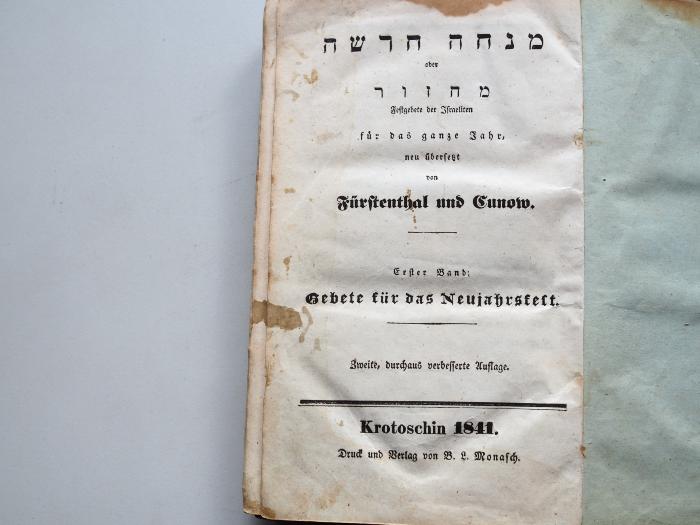 מנחה חדשה
oder
מחזור
Festgebete der Israeliten
für das ganze Jahr,
neu übersetzt
von
Fürstenthal und Cunow.
Erster Band:
Gebete für das Neujahrsfest.
Zweite, durchaus verbesserte Auflage.
Krotoschin 1841.
Druck und Verlag von B. L. Monasch.